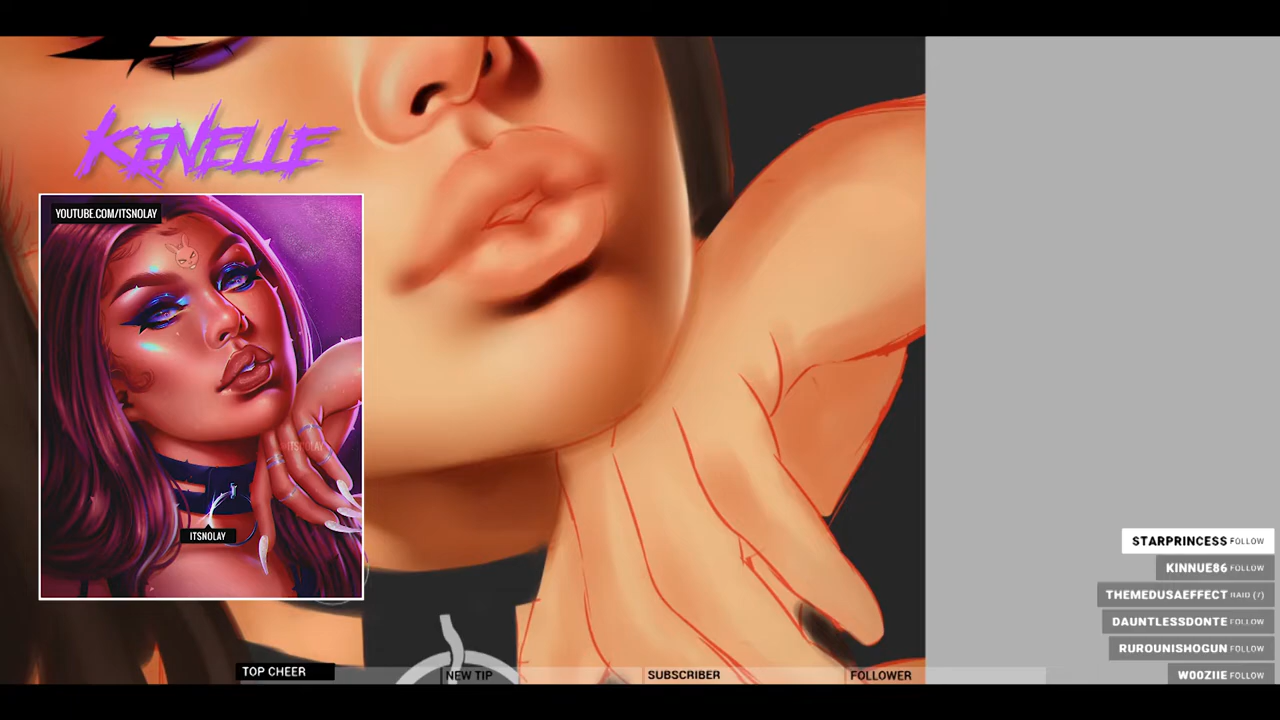 KENELLE
YOUTUBE.COM/ITSNOLAY
@ITSNOLAY
ITSNOLAY
STARPRINCESS FOLLOW
KINNUE86 FOLLOW
THEMEDUSAEFFECT RAID (7)
DAUNTLESSDONTE FOLLOW
RUROUNISHOGUN FOLLOW
WOOZIIE FOLLOW
TOP CHEER
NEW TIP
SUBSCRIBER
FOLLOWER